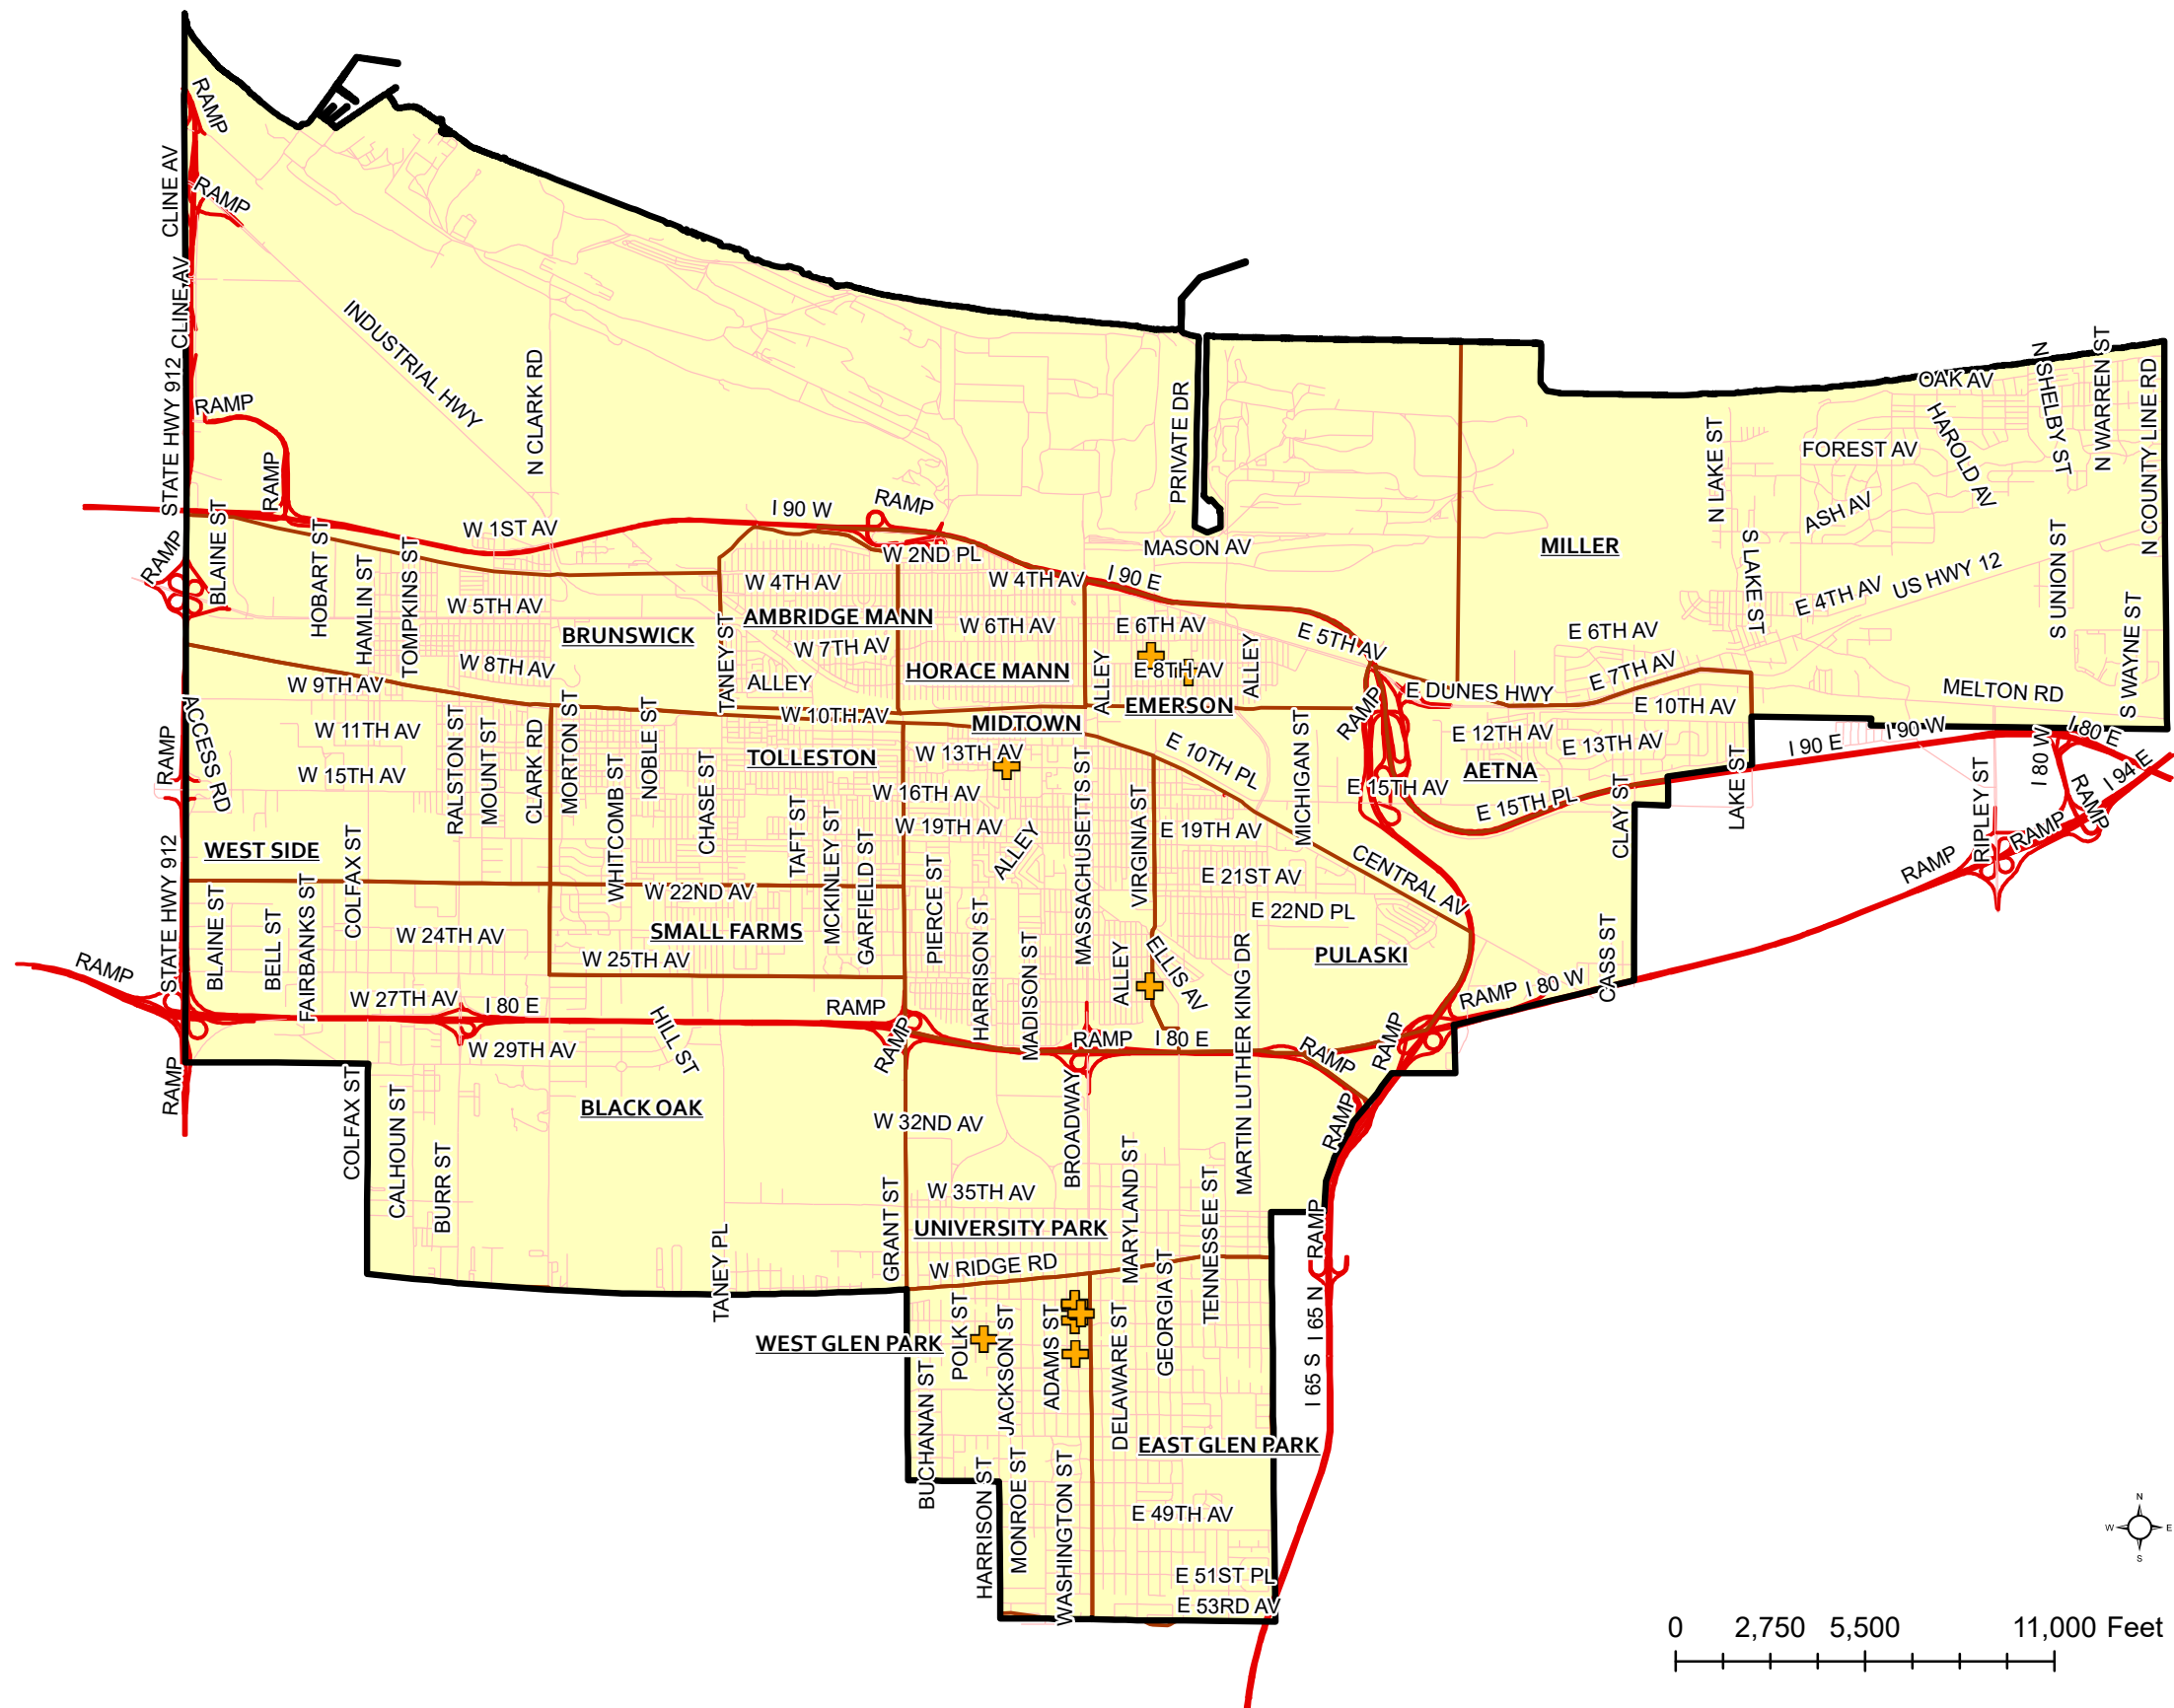 RAMP
CLINE AV
RAMP
CLINE AV
INDUSTRIAL HWY
N CLARK RD
STATE HWY 912
RAMP
RAMP
PRIVATE DR
OAK AV
N SHELBY ST
N WARREN ST
N COUNTY LINE RD
HAROLD AV
FOREST AV
N LAKE ST
ASH AV
I 90 W
RAMP
W 1ST AV
BLAINE ST
HOBART ST
RAMP
HAMLIN ST
TOMPKINS ST
W 2ND PL
MASON AV
MILLER
S LAKE ST
S UNION ST
US HWY 12
E 4TH AV
S WAYNE ST
W 4TH AV
W 4TH AV
I 90 E
W 5TH AV
AMBRIDGE MANN
BRUNSWICK
TANEY ST
W 6TH AV
E 6TH AV
E 5TH AV
E 6TH AV
W 7TH AV
W 8TH AV
HORACE MANN
E 8TH AV
ALLEY
ALLEY
ALLEY
E 7TH AV
E DUNES HWY
MELTON RD
W 9TH AV
W 10TH AV
MIDTOWN
EMERSON
E 10TH AV
RAMP
ACCESS RD
RAMP
W 11TH AV
W 15TH AV
RALSTON ST
MOUNT ST
CLARK RD
MORTON ST
NOBLE ST
WHITCOMB ST
CHASE ST
TOLLESTON
W 13TH AV
E 10TH PL
MICHIGAN ST
E 12TH AV
E 13TH AV
AETNA
E 15TH AV
E 15TH PL
I 90 E
I 90 W
I 80 E
I 80 W
I 94 E
RAMP
RAMP
RAMP
RIPLEY ST
LAKE ST
CLAY ST
W 16TH AV
W 19TH AV
TAFT ST
MCKINLEY ST
GARFIELD ST
PIERCE ST
ALLEY
MASSACHUSETTS ST
VIRGINIA ST
E 19TH AV
CENTRAL AV
E 21ST AV
E 22ND PL
WEST SIDE
STATE HWY 912
BLAINE ST
BELL ST
FAIRBANKS ST
COLFAX ST
W 22ND AV
W 24TH AV
SMALL FARMS
W 25TH AV
HARRISON ST
MADISON ST
ALLEY
ELLIS AV
MARTIN LUTHER KING DR
PULASKI
CASS ST
RAMP
W 27TH AV
I 80 E
HILL ST
RAMP
RAMP
RAMP
I 80 E
RAMP
RAMP
RAMP
I 80 W
W 29TH AV
RAMP
COLFAX ST
CALHOUN ST
BURR ST
BLACK OAK
W 32ND AV
BROADWAY
RAMP
MARYLAND ST
TENNESSEE ST
W 35TH AV
GRANT ST
UNIVERSITY PARK
TANEY PL
W RIDGE RD
GEORGIA ST
RAMP
I 65 N
I 65 S
WEST GLEN PARK
POLK ST
JACKSON ST
ADAMS ST
DELAWARE ST
BUCHANAN ST
EAST GLEN PARK
HARRISON ST
MONROE ST
WASHINGTON ST
E 49TH AV
E 51ST PL
E 53RD AV
N
W
E
S
0
2,750
5,500
11,000 Feet